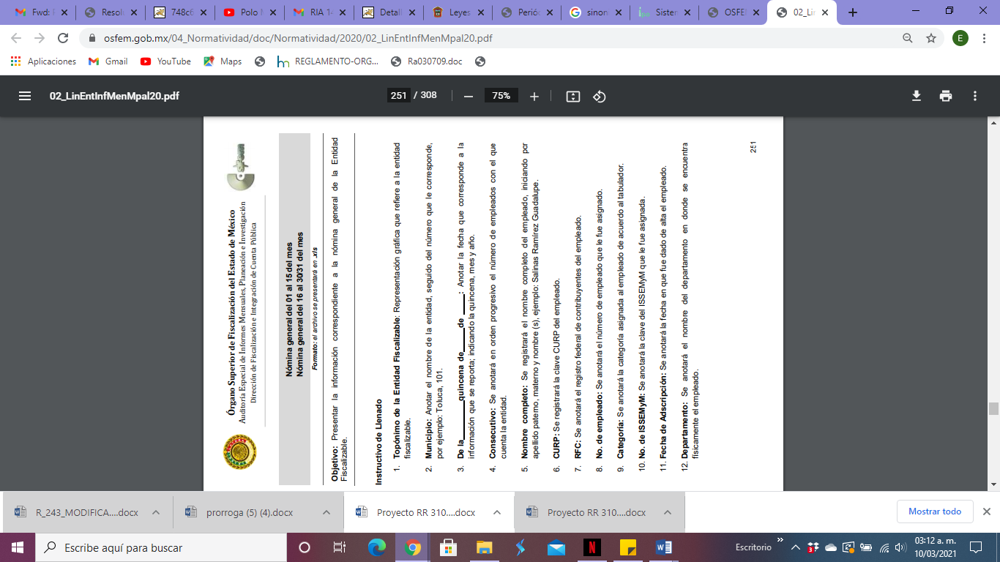 Fwd: F
Resolu
748c6
Polo M
RIA 14
Detall
Leyes
Periód
sinon
Sister
OSFE
02_Lir
osfem.gob.mx/04_Normatividad/doc/Normatividad/2020/02_LinEntInfMenMpal20.pdf
E
Aplicaciones
Gmail
YouTube
Maps
REGLAMENTO-ORG...
Ra030709.doc
02_LinEntInfMenMpal20.pdf
251 / 308
75%
Órgano Superior de Fiscalización del Estado de México
Auditoría Especial de Informes Mensuales, Planeación e Investigación
Dirección de Fiscalización e Integración de Cuenta Pública
Nómina general del 01 al 15 del mes
Nómina general del 16 al 30/31 del mes
Formato: el archivo se presentará en .xls
Objetivo: Presentar la información correspondiente a la nómina general de la Entidad
Fiscalizable.
Instructivo de Llenado
1. Topónimo de la Entidad Fiscalizable: Representación gráfica que refiere a la entidad
fiscalizable.
2. Municipio: Anotar el nombre de la entidad, seguido del número que le corresponde,
por ejemplo: Toluca, 101.
3. De la______quincena de_____de ____: Anotar la fecha que corresponde a la
información que se reporta; indicando la quincena, mes y año.
4. Consecutivo: Se anotará en orden progresivo el número de empleados con el que
cuenta la entidad.
5. Nombre completo: Se registrará el nombre completo del empleado, iniciando por
apellido paterno, materno y nombre (s), ejemplo: Salinas Ramírez Guadalupe.
6. CURP: Se registrará la clave CURP del empleado.
7. RFC: Se anotará el registro federal de contribuyentes del empleado.
8. No. de empleado: Se anotará el número de empleado que le fue asignado.
9. Categoría: Se anotará la categoría asignada al empleado de acuerdo al tabulador.
10. No. de ISSEMyM: Se anotará la clave del ISSEMyM que le fue asignada.
11. Fecha de Adscripción: Se anotará la fecha en que fue dado de alta el empleado.
12. Departamento: Se anotará el nombre del departamento en donde se encuentra
físicamente el empleado.
251
R_243_MODIFICA....docx
prorroga (5) (4).docx
Proyecto RR 310....docx
Proyecto RR 310....docx
Mostrar todo
Escribe aquí para buscar
Escritorio
03:12 a. m.
10/03/2021